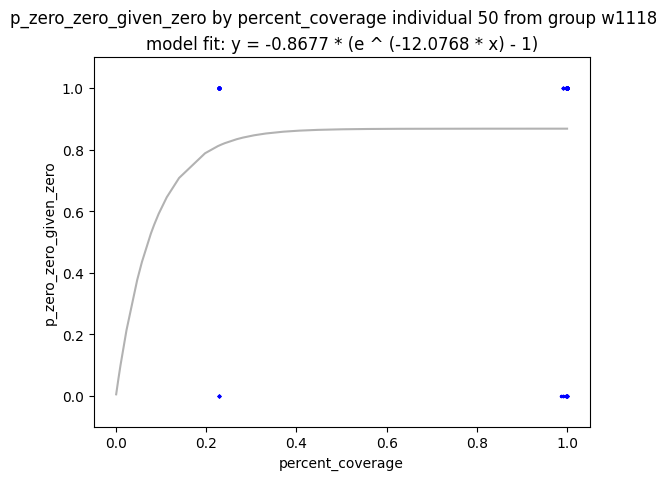 p_zero_zero_given_zero by percent_coverage individual 50 from group w1118
model fit: y = -0.8677 * (e ^ (-12.0768 * x) - 1)
p_zero_zero_given_zero
1.0
0.8
0.6
0.4
0.2
0.0
0.0 0.2 0.4 0.6 0.8 1.0
percent_coverage